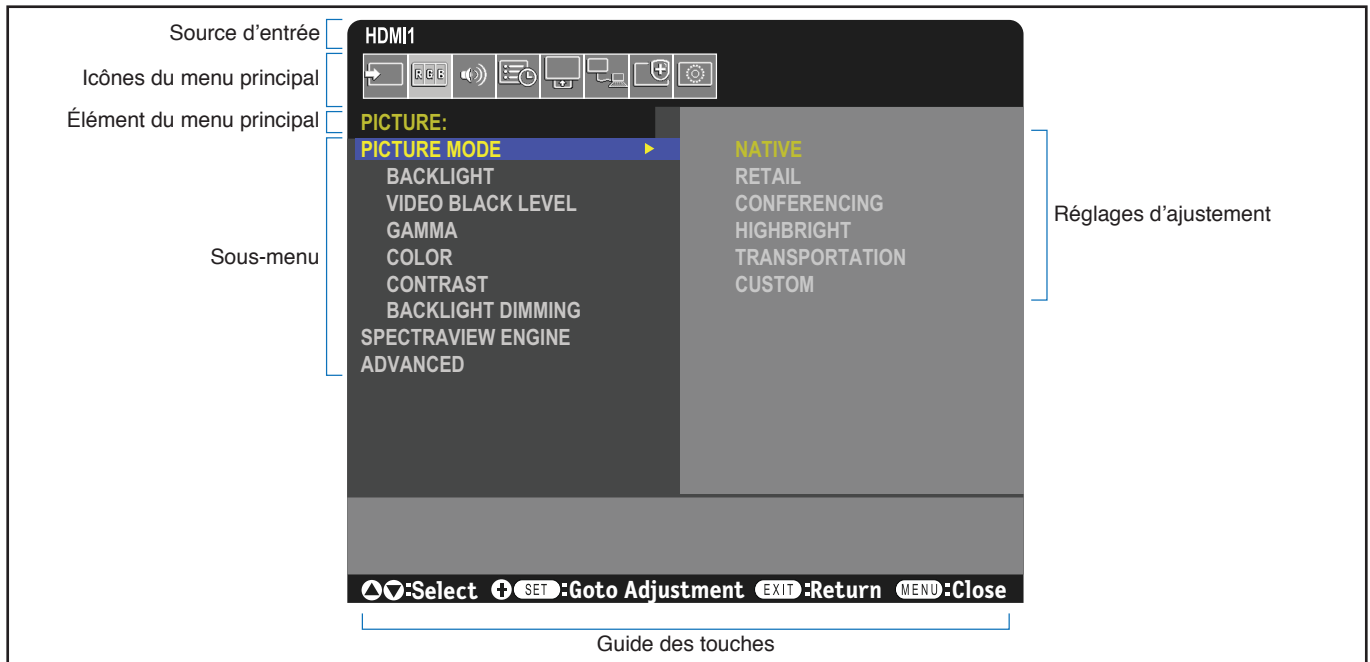 Source d'entrée
HDMI1
Icônes du menu principal
RGB
Élément du menu principal
PICTURE:
Sous-menu
PICTURE MODE
BACKLIGHT
VIDEO BLACK LEVEL
GAMMA
COLOR
CONTRAST
BACKLIGHT DIMMING
SPECTRAVIEW ENGINE
ADVANCED
NATIVE
RETAIL
CONFERENCING
HIGHBRIGHT
TRANSPORTATION
CUSTOM
Réglages d'ajustement
:Select SET:Goto Adjustment EXIT:Return MENU:Close
Guide des touches